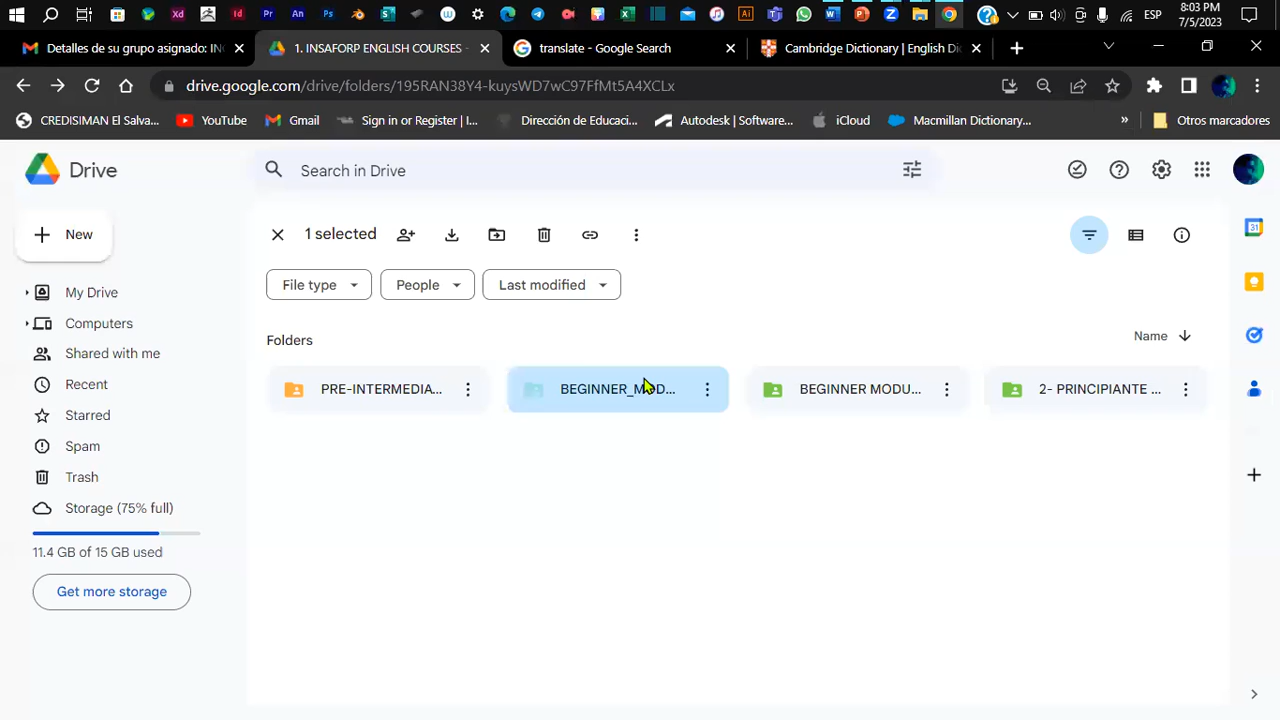 8:03 PM
ESP
7/5/2023
Detalles de su grupo asignado: IN
1. INSAFORP ENGLISH COURSES -
translate - Google Search
Cambridge Dictionary | English Di
drive.google.com/drive/folders/195RAN38Y4-kuysWD7wC97FfMt5A4XCLx
CREDISIMAN El Salva...
YouTube
Gmail
Sign in or Register | I...
Dirección de Educaci...
Autodesk | Software...
iCloud
Macmillan Dictionary...
»
Otros marcadores
Drive
Search in Drive
New
1 selected
File type
People
Last modified
My Drive
Computers
Shared with me
Recent
Starred
Spam
Trash
Storage (75% full)
11.4 GB of 15 GB used
Get more storage
Folders
Name
PRE-INTERMEDIA...
BEGINNER_MOD...
BEGINNER MODU...
2- PRINCIPIANTE ...
31